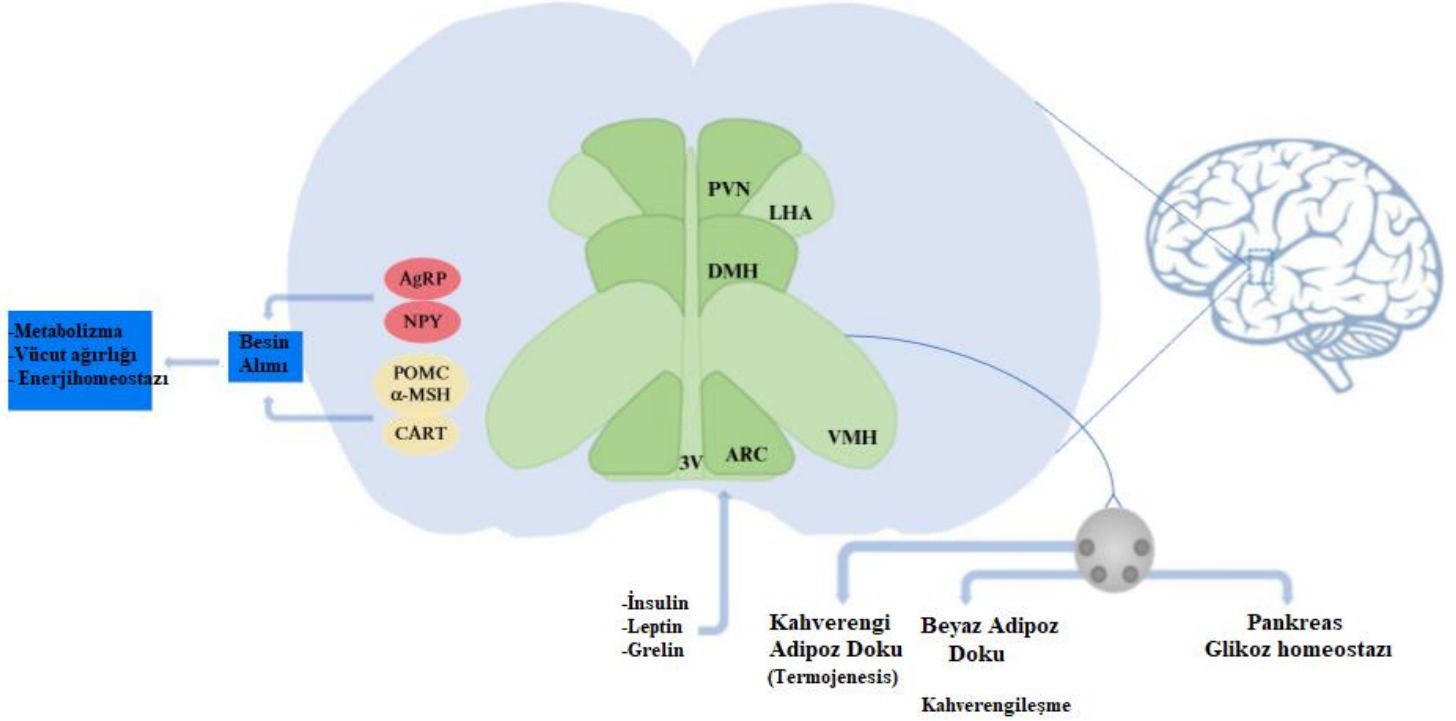 PVN
LHA
DMH
AgRP
NPY
POMC
α-MSH
CART
Besin
Alımı
-Metabolizma
-Vücut ağırlığı
- Enerjihomeostazı
VMH
3V
ARC
-İnsulin
-Leptin
-Grelin
Kahverengi
Adipoz Doku
(Termojenesis)
Beyaz Adipoz
Doku
Kahverengileşme
Pankreas
Glikoz homeostazı